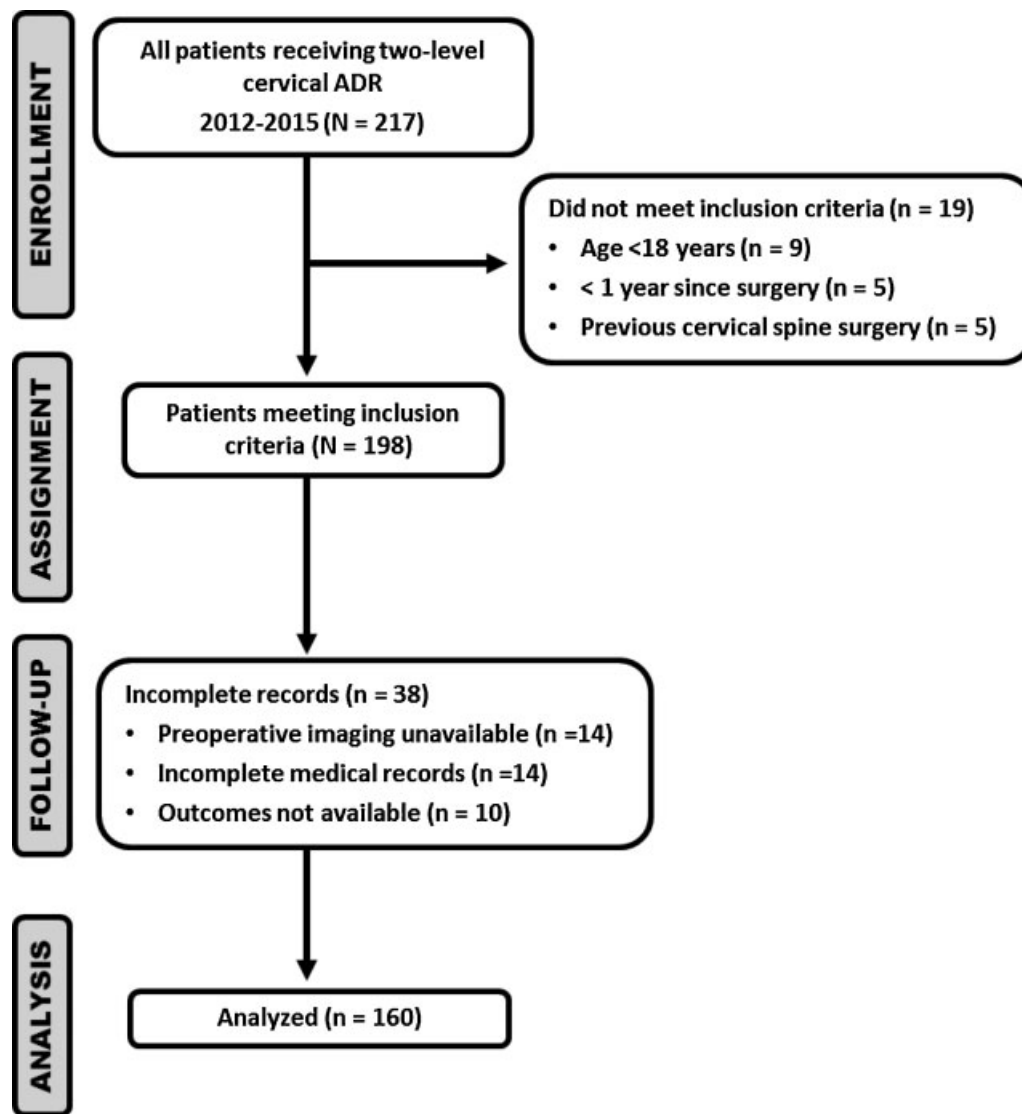 ENROLLMENT
All patients receiving two-level
cervical ADR
2012-2015 (N = 217)
Did not meet inclusion criteria (n = 19)
• Age <18 years (n = 9)
• < 1 year since surgery (n = 5)
• Previous cervical spine surgery (n = 5)
ASSIGNMENT
Patients meeting inclusion
criteria (N = 198)
FOLLOW-UP
Incomplete records (n = 38)
• Preoperative imaging unavailable (n =14)
• Incomplete medical records (n =14)
• Outcomes not available (n = 10)
ANALYSIS
Analyzed (n = 160)